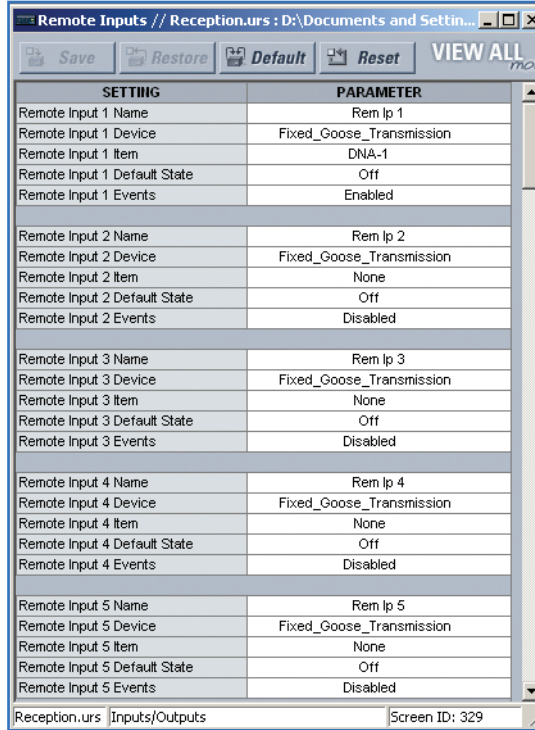 Remote Inputs // Reception.urs : D:\Documents and Settin...
Save Restore Default Reset VIEW ALL
SETTING PARAMETER
Remote Input 1 Name Rem Ip 1
Remote Input 1 Device Fixed_Goose_Transmission
Remote Input 1 Item DNA-1
Remote Input 1 Default State Off
Remote Input 1 Events Enabled
Remote Input 2 Name Rem Ip 2
Remote Input 2 Device Fixed_Goose_Transmission
Remote Input 2 Item None
Remote Input 2 Default State Off
Remote Input 2 Events Disabled
Remote Input 3 Name Rem Ip 3
Remote Input 3 Device Fixed_Goose_Transmission
Remote Input 3 Item None
Remote Input 3 Default State Off
Remote Input 3 Events Disabled
Remote Input 4 Name Rem Ip 4
Remote Input 4 Device Fixed_Goose_Transmission
Remote Input 4 Item None
Remote Input 4 Default State Off
Remote Input 4 Events Disabled
Remote Input 5 Name Rem Ip 5
Remote Input 5 Device Fixed_Goose_Transmission
Remote Input 5 Item None
Remote Input 5 Default State Off
Remote Input 5 Events Disabled
Reception.urs Inputs/Outputs Screen ID: 329